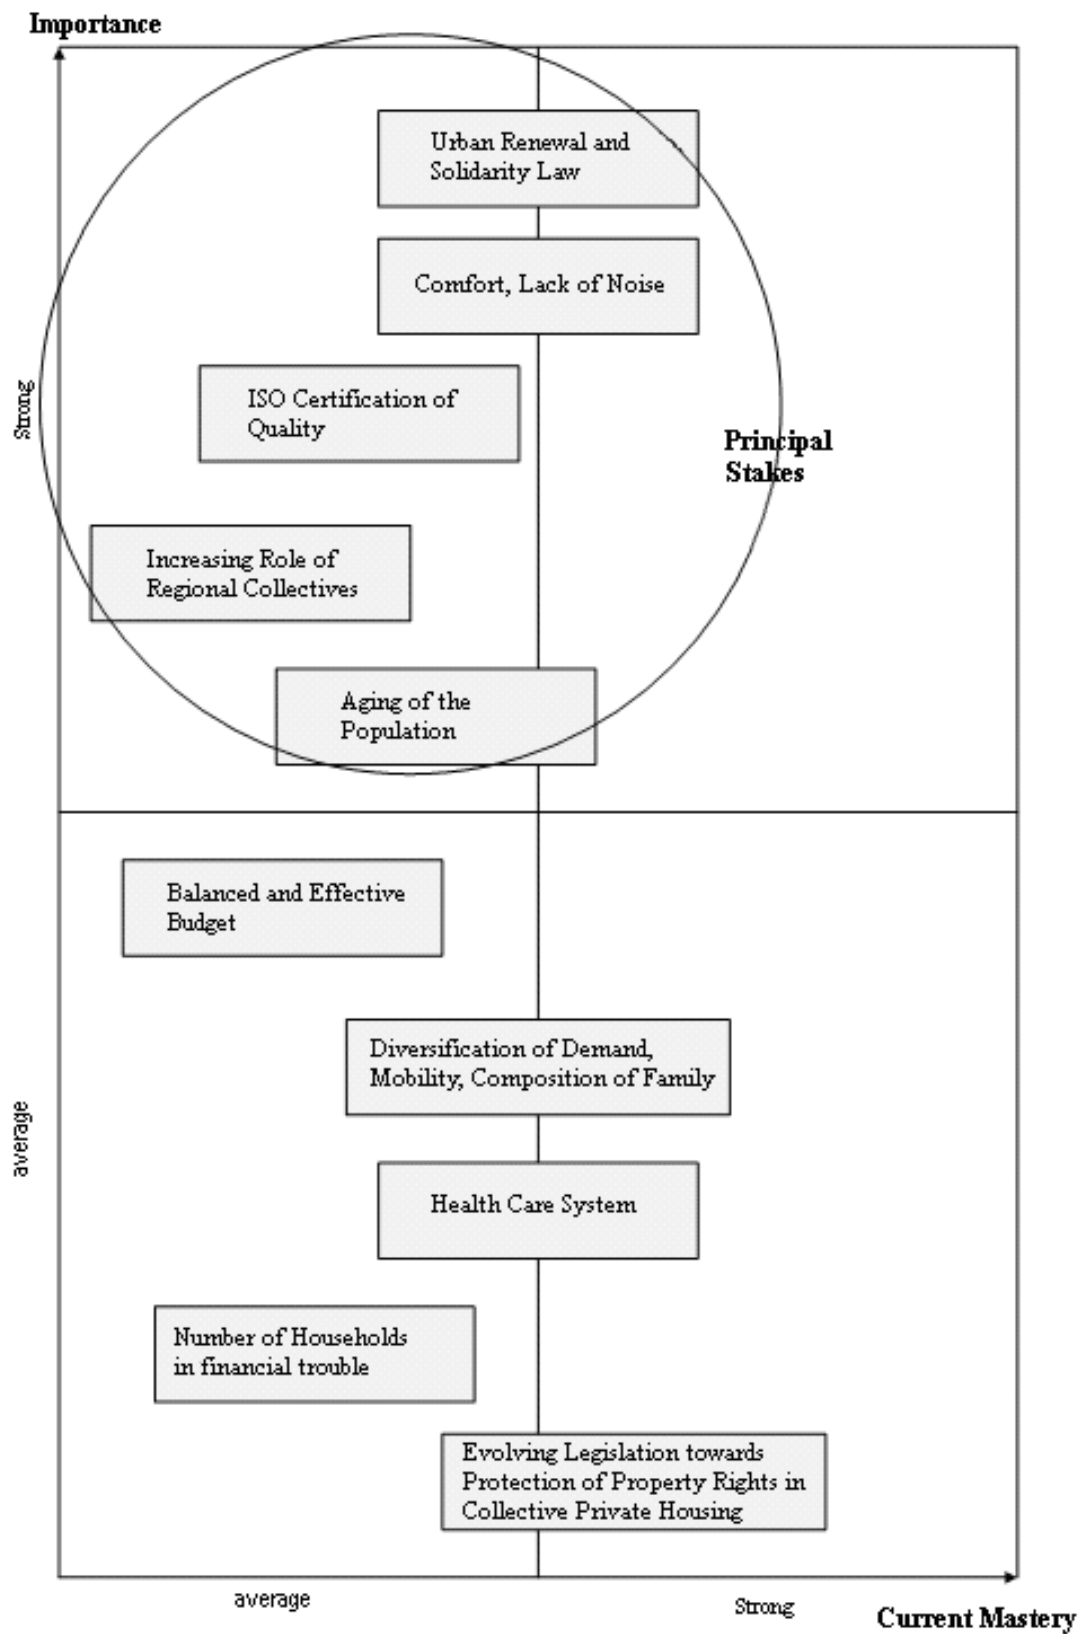 Importance
Urban Renewal and
Solidarity Law
Comfort, Lack of Noise
Strong
ISO Certification of
Quality
Principal
Stakes
Increasing Role of
Regional Collectives
Aging of the
Population
Balanced and Effective
Budget
Diversification of Demand,
Mobility, Composition of Family
average
Health Care System
Number of Households
in financial trouble
Evolving Legislation towards
Protection of Property Rights in
Collective Private Housing
average
Strong
Current Mastery